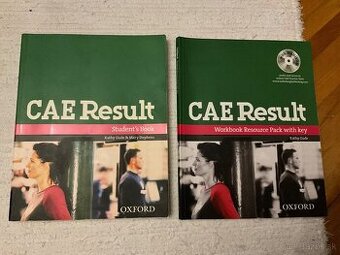 CAE Result
Student's Book
Kathy Gude & Mary Stephens
OXFORD
CAE Result
Workbook Resource Pack with key
Kathy Gude
OXFORD